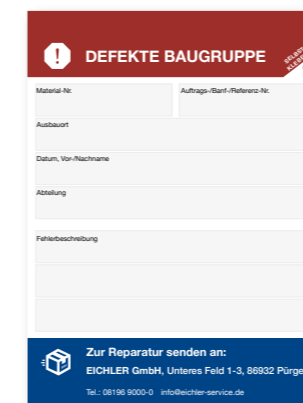 DEFEKTE BAUGRUPPE
Material-Nr.
Auftrags-/Banf-/Referenz-Nr.
Ausbauort
Datum, Vor-/Nachname
Abteilung
Fehlerbeschreibung
Zur Reparatur senden an:
EICHLER GmbH, Unteres Feld 1-3, 86932 Pürge
Tel.: 08196 9000-0 info@eichler-service.de